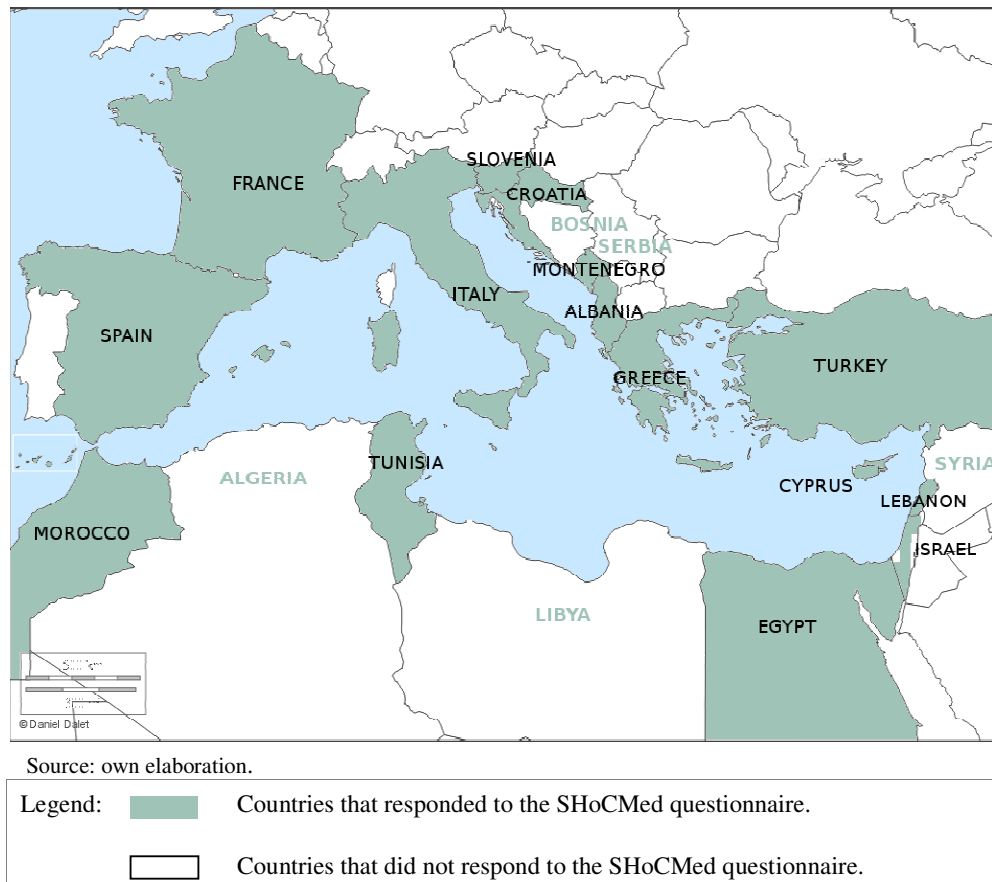 SLOVENIA
FRANCE
CROATIA
BOSNIA
SERBIA
MONTENEGRO
ITALY
ALBANIA
SPAIN
TURKEY
GREECE
TUNISIA
SYRIA
ALGERIA
CYPRUS
LEBANON
MOROCCO
ISRAEL
LIBYA
EGYPT
©Daniel Dalet
Source: own elaboration.
Legend:
Countries that responded to the SHoCMed questionnaire.
Countries that did not respond to the SHoCMed questionnaire.